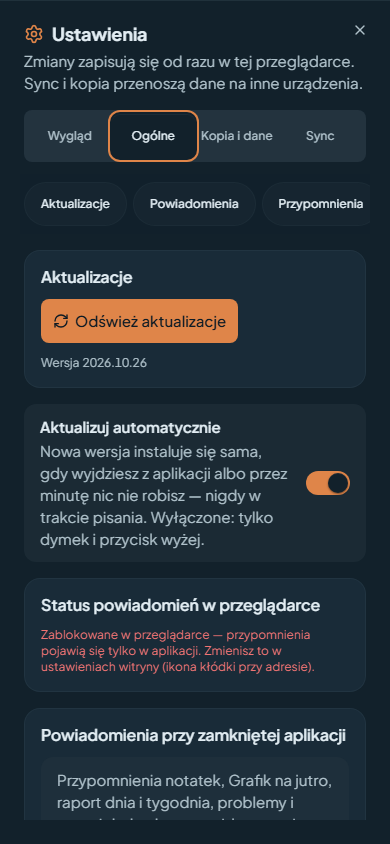 Ustawienia
Zmiany zapisują się od razu w tej przeglądarce.
Sync i kopia przenoszą dane na inne urządzenia.
Wygląd
Ogólne
Kopia i dane
Sync
Aktualizacje
Powiadomienia
Przypomnienia
Aktualizacje
Odśwież aktualizacje
Wersja 2026.10.26
Aktualizuj automatycznie
Nowa wersja instaluje się sama,
gdy wyjdziesz z aplikacji albo przez
minutę nic nie robisz — nigdy w
trakcie pisania. Wyłączone: tylko
dymek i przycisk wyżej.
Status powiadomień w przeglądarce
Zablokowane w przeglądarce — przypomnienia
pojawią się tylko w aplikacji. Zmienisz to w
ustawieniach witryny (ikona kłódki przy adresie).
Powiadomienia przy zamkniętej aplikacji
Przypomnienia notatek, Grafik na jutro,
raport dnia i tygodnia, problemy i